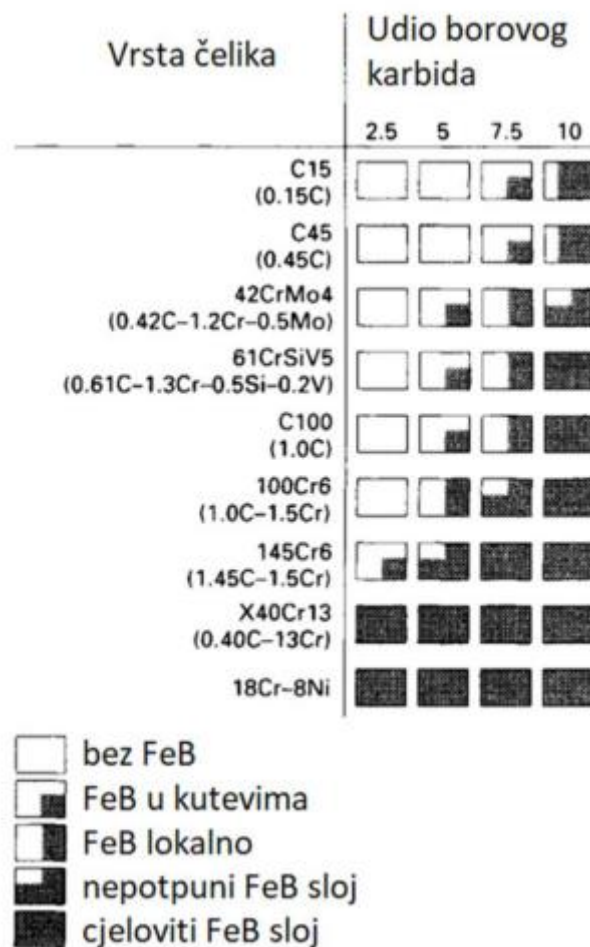 Vrsta čelika
Udio borovog
karbida
2.5 5 7.5 10
C15
(0.15C)
C45
(0.45C)
42CrMo4
(0.42C–1.2Cr–0.5Mo)
61CrSiV5
(0.61C–1.3Cr–0.5Si–0.2V)
C100
(1.0C)
100Cr6
(1.0C–1.5Cr)
145Cr6
(1.45C–1.5Cr)
X40Cr13
(0.40C–13Cr)
18Cr–8Ni
bez FeB
FeB u kutevima
FeB lokalno
nepotpuni FeB sloj
cjeloviti FeB sloj